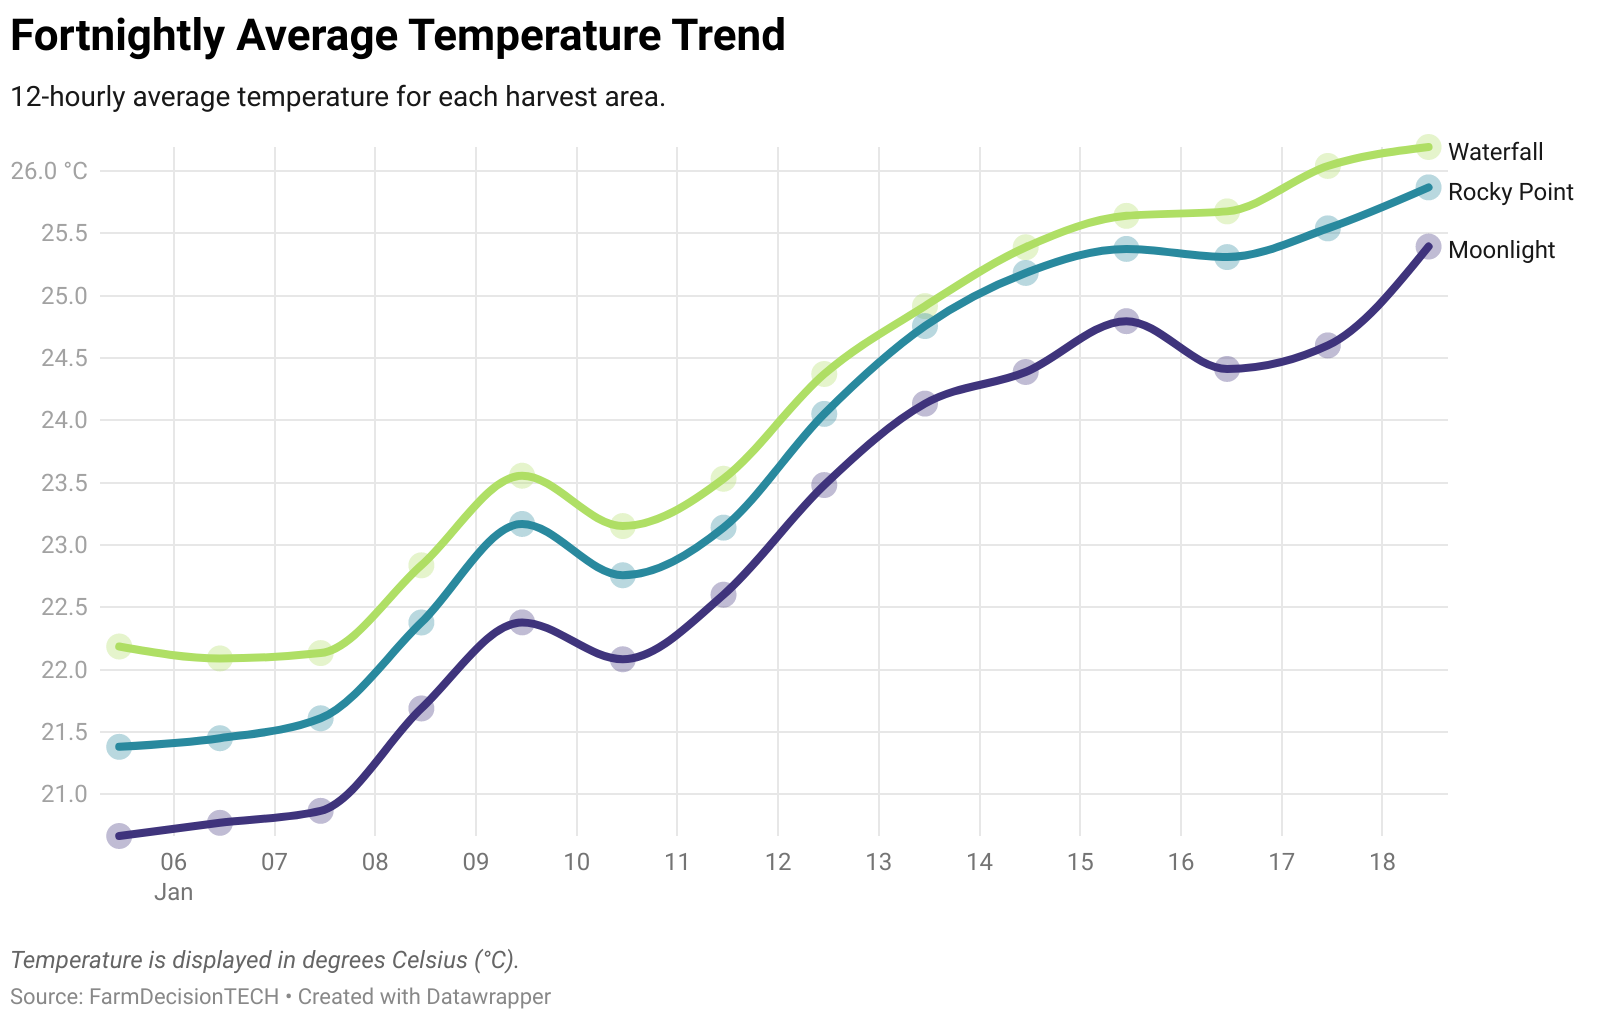 Fortnightly Average Temperature Trend
12-hourly average temperature for each harvest area.
26.0 °C
25.5
25.0
24.5
24.0
23.5
23.0
22.5
22.0
21.5
21.0
Waterfall
Rocky Point
Moonlight
06 07 08 09 10 11 12 13 14 15 16 17 18
Jan
Temperature is displayed in degrees Celsius (°C).
Source: FarmDecisionTECH • Created with Datawrapper